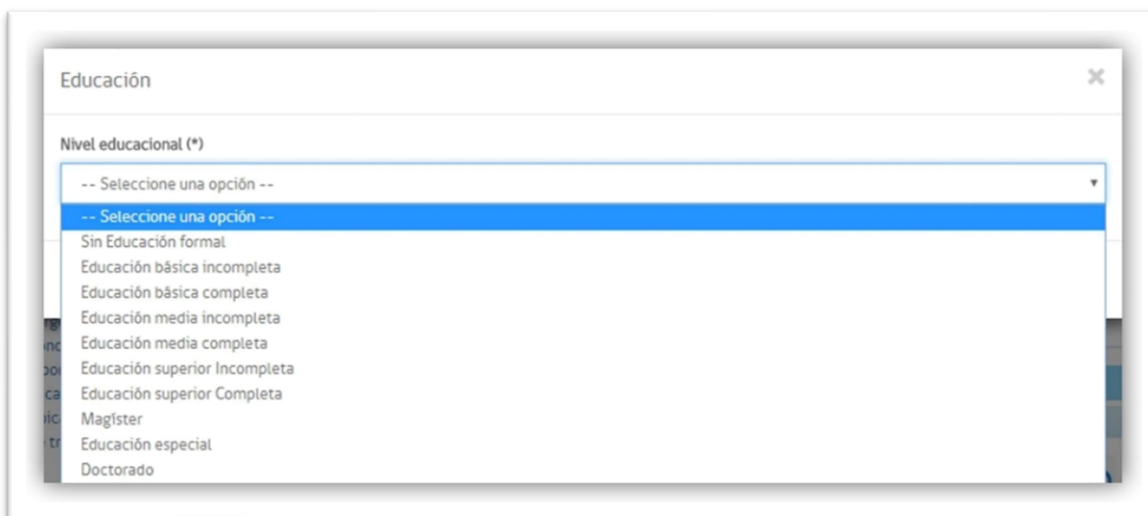 Educación
Nivel educacional (*)
-- Seleccione una opción --
-- Seleccione una opción --
Sin Educación formal
Educación básica incompleta
Educación básica completa
Educación media incompleta
Educación media completa
Educación superior Incompleta
Educación superior Completa
Magíster
Educación especial
Doctorado